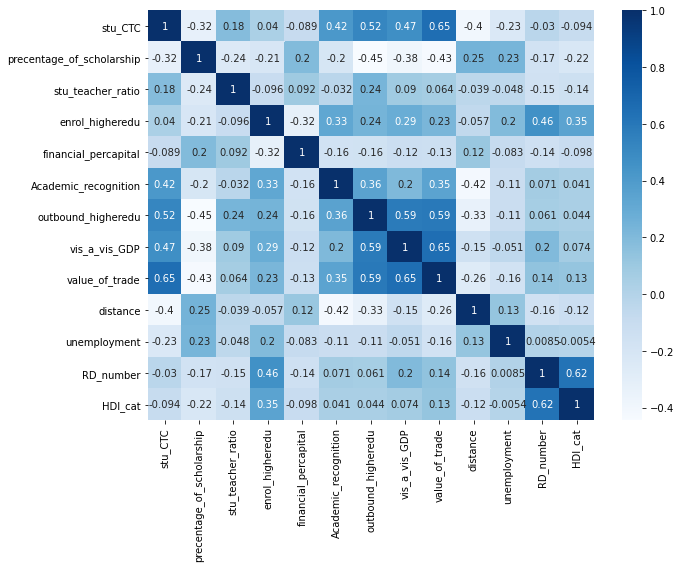 stu_CTC 1 -0.32 0.18 0.04 -0.089 0.42 0.52 0.47 0.65 -0.4 -0.23 -0.03 -0.094
precentage_of_scholarship -0.32 1 -0.24 -0.21 0.2 -0.2 -0.45 -0.38 -0.43 0.25 0.23 -0.17 -0.22
stu_teacher_ratio 0.18 -0.24 1 -0.096 0.092 -0.032 0.24 0.09 0.064 -0.039 -0.048 -0.15 -0.14
enrol_higheredu 0.04 -0.21 -0.096 1 -0.32 0.33 0.24 0.29 0.23 -0.057 0.2 0.46 0.35
financial_percapital -0.089 0.2 0.092 -0.32 1 -0.16 -0.16 -0.12 -0.13 0.12 -0.083 -0.14 -0.098
Academic_recognition 0.42 -0.2 -0.032 0.33 -0.16 1 0.36 0.2 0.35 -0.42 -0.11 0.071 0.041
outbound_higheredu 0.52 -0.45 0.24 0.24 -0.16 0.36 1 0.59 0.59 -0.33 -0.11 0.061 0.044
vis_a_vis_GDP 0.47 -0.38 0.09 0.29 -0.12 0.2 0.59 1 0.65 -0.15 -0.051 0.2 0.074
value_of_trade 0.65 -0.43 0.064 0.23 -0.13 0.35 0.59 0.65 1 -0.26 -0.16 0.14 0.13
distance -0.4 0.25 -0.039 -0.057 0.12 -0.42 -0.33 -0.15 -0.26 1 0.13 -0.16 -0.12
unemployment -0.23 0.23 -0.048 0.2 -0.083 -0.11 -0.11 -0.051 -0.16 0.13 1 0.0085 -0.0054
RD_number -0.03 -0.17 -0.15 0.46 -0.14 0.071 0.061 0.2 0.14 -0.16 0.0085 1 0.62
HDI_cat -0.094 -0.22 -0.14 0.35 -0.098 0.041 0.044 0.074 0.13 -0.12 -0.0054 0.62 1
stu_CTC
precentage_of_scholarship
stu_teacher_ratio
enrol_higheredu
financial_percapital
Academic_recognition
outbound_higheredu
vis_a_vis_GDP
value_of_trade
distance
unemployment
RD_number
HDI_cat
1.0
0.8
0.6
0.4
0.2
0.0
−0.2
−0.4